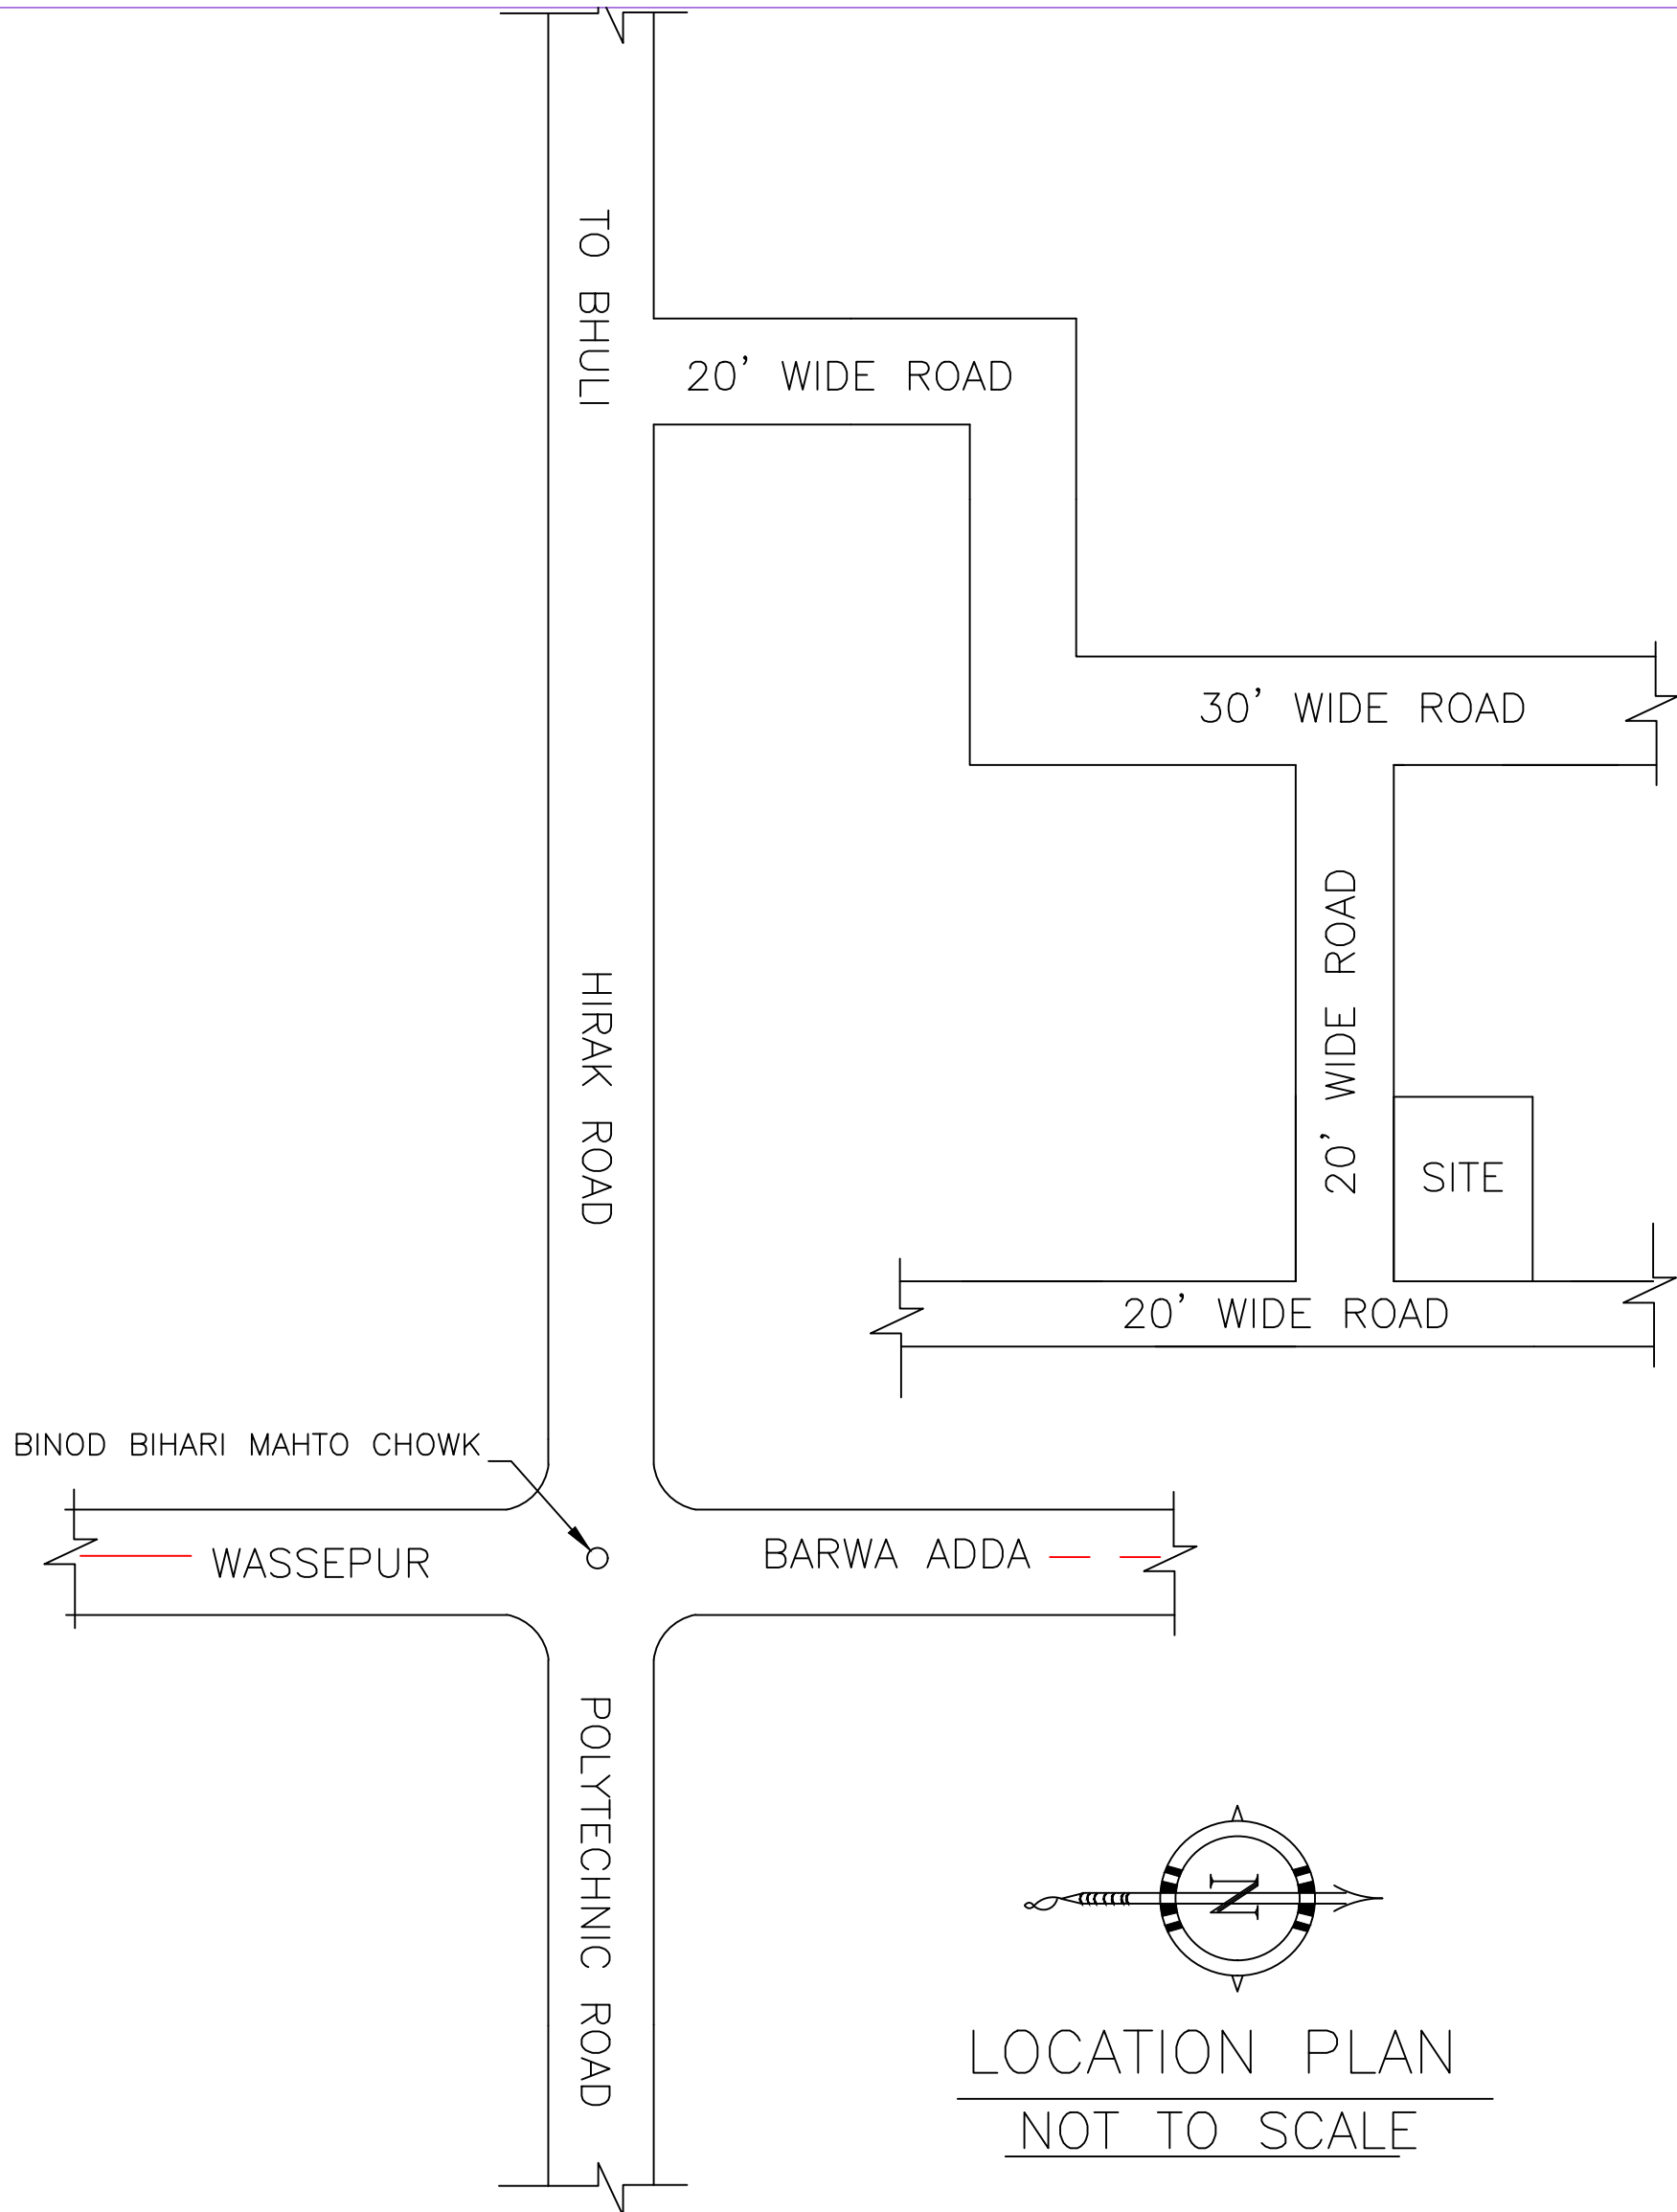 TO BHULI
20' WIDE ROAD
30' WIDE ROAD
20' WIDE ROAD
HIRAK ROAD
SITE
20' WIDE ROAD
BINOD BIHARI MAHTO CHOWK
WASSEPUR
BARWA ADDA
POLYTECHNIC ROAD
N
LOCATION PLAN
NOT TO SCALE